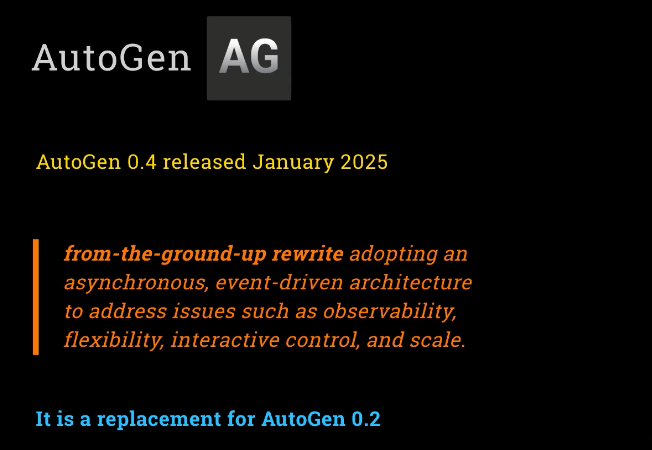 AutoGen AG
AutoGen 0.4 released January 2025
from-the-ground-up rewrite adopting an
asynchronous, event-driven architecture
to address issues such as observability,
flexibility, interactive control, and scale.
It is a replacement for AutoGen 0.2